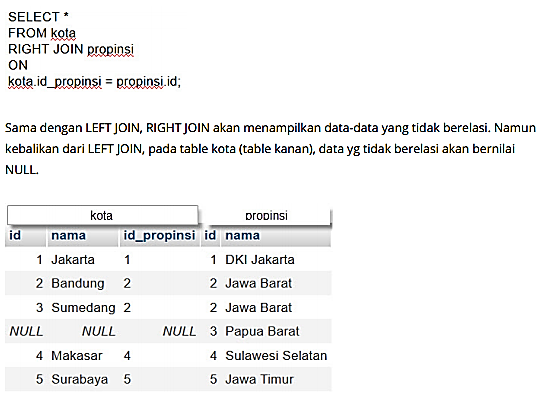 SELECT *
FROM kota
RIGHT JOIN propinsi
ON
kota.id_propinsi = propinsi.id;
Sama dengan LEFT JOIN, RIGHT JOIN akan menampilkan data-data yang tidak berelasi. Namun
kebalikan dari LEFT JOIN, pada table kota (table kanan), data yg tidak berelasi akan bernilai
NULL.
kota propinsi
id nama id_propinsi id nama
1 Jakarta 1 1 DKI Jakarta
2 Bandung 2 2 Jawa Barat
3 Sumedang 2 2 Jawa Barat
NULL NULL NULL 3 Papua Barat
4 Makasar 4 4 Sulawesi Selatan
5 Surabaya 5 5 Jawa Timur